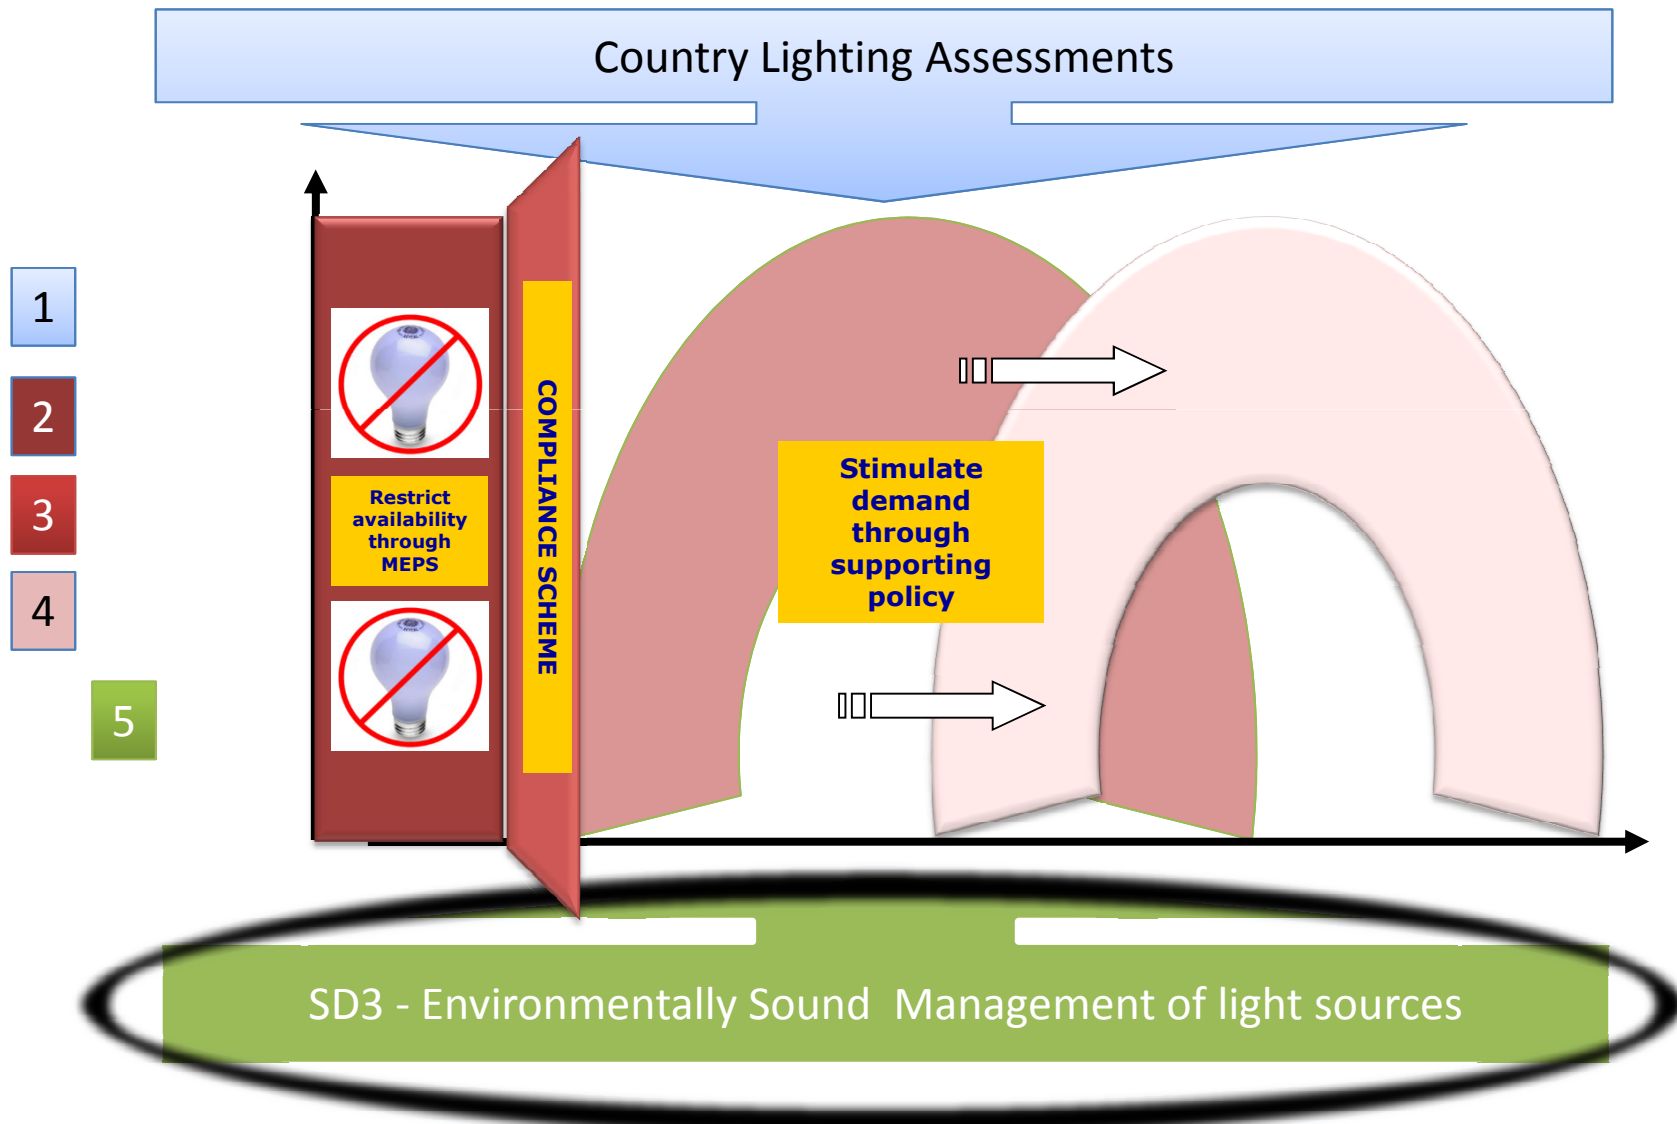 Country Lighting Assessments
1
2
3
4
5
Restrict
availability
through
MEPS
COMPLIANCE SCHEME
Stimulate
demand
through
supporting
policy
SD3 - Environmentally Sound  Management of light sources